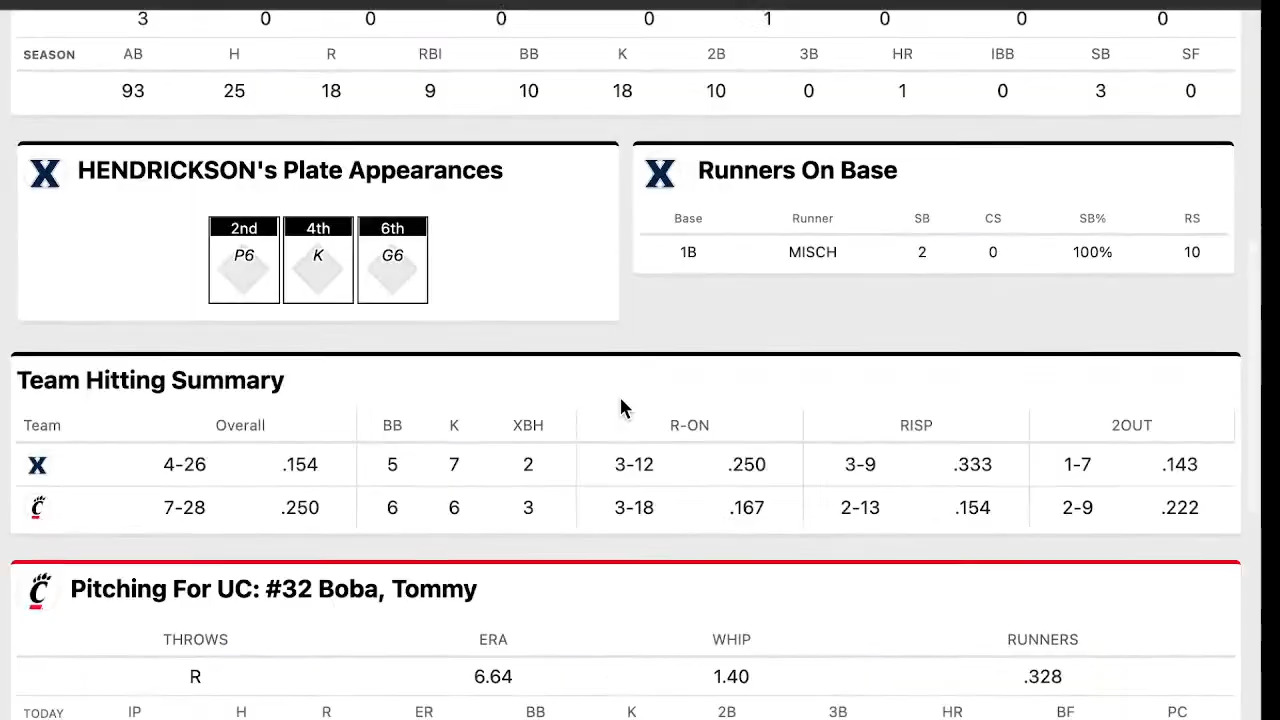 3 0 0 0 0 1 0 0 0
SEASON AB H R RBI BB K 2B 3B HR IBB SB SF
93 25 18 9 10 18 10 0 1 0 3 0
X HENDRICKSON's Plate Appearances
2nd 4th 6th
P6 K G6
X Runners On Base
Base Runner SB CS SB% RS
1B MISCH 2 0 100% 10
Team Hitting Summary
Team Overall BB K XBH R-ON RISP 2OUT
X 4-26 .154 5 7 2 3-12 .250 3-9 .333 1-7 .143
C 7-28 .250 6 6 3 3-18 .167 2-13 .154 2-9 .222
C Pitching For UC: #32 Boba, Tommy
THROWS ERA WHIP RUNNERS
R 6.64 1.40 .328
TODAY IP H R ER BB K 2B 3B HR BF PC